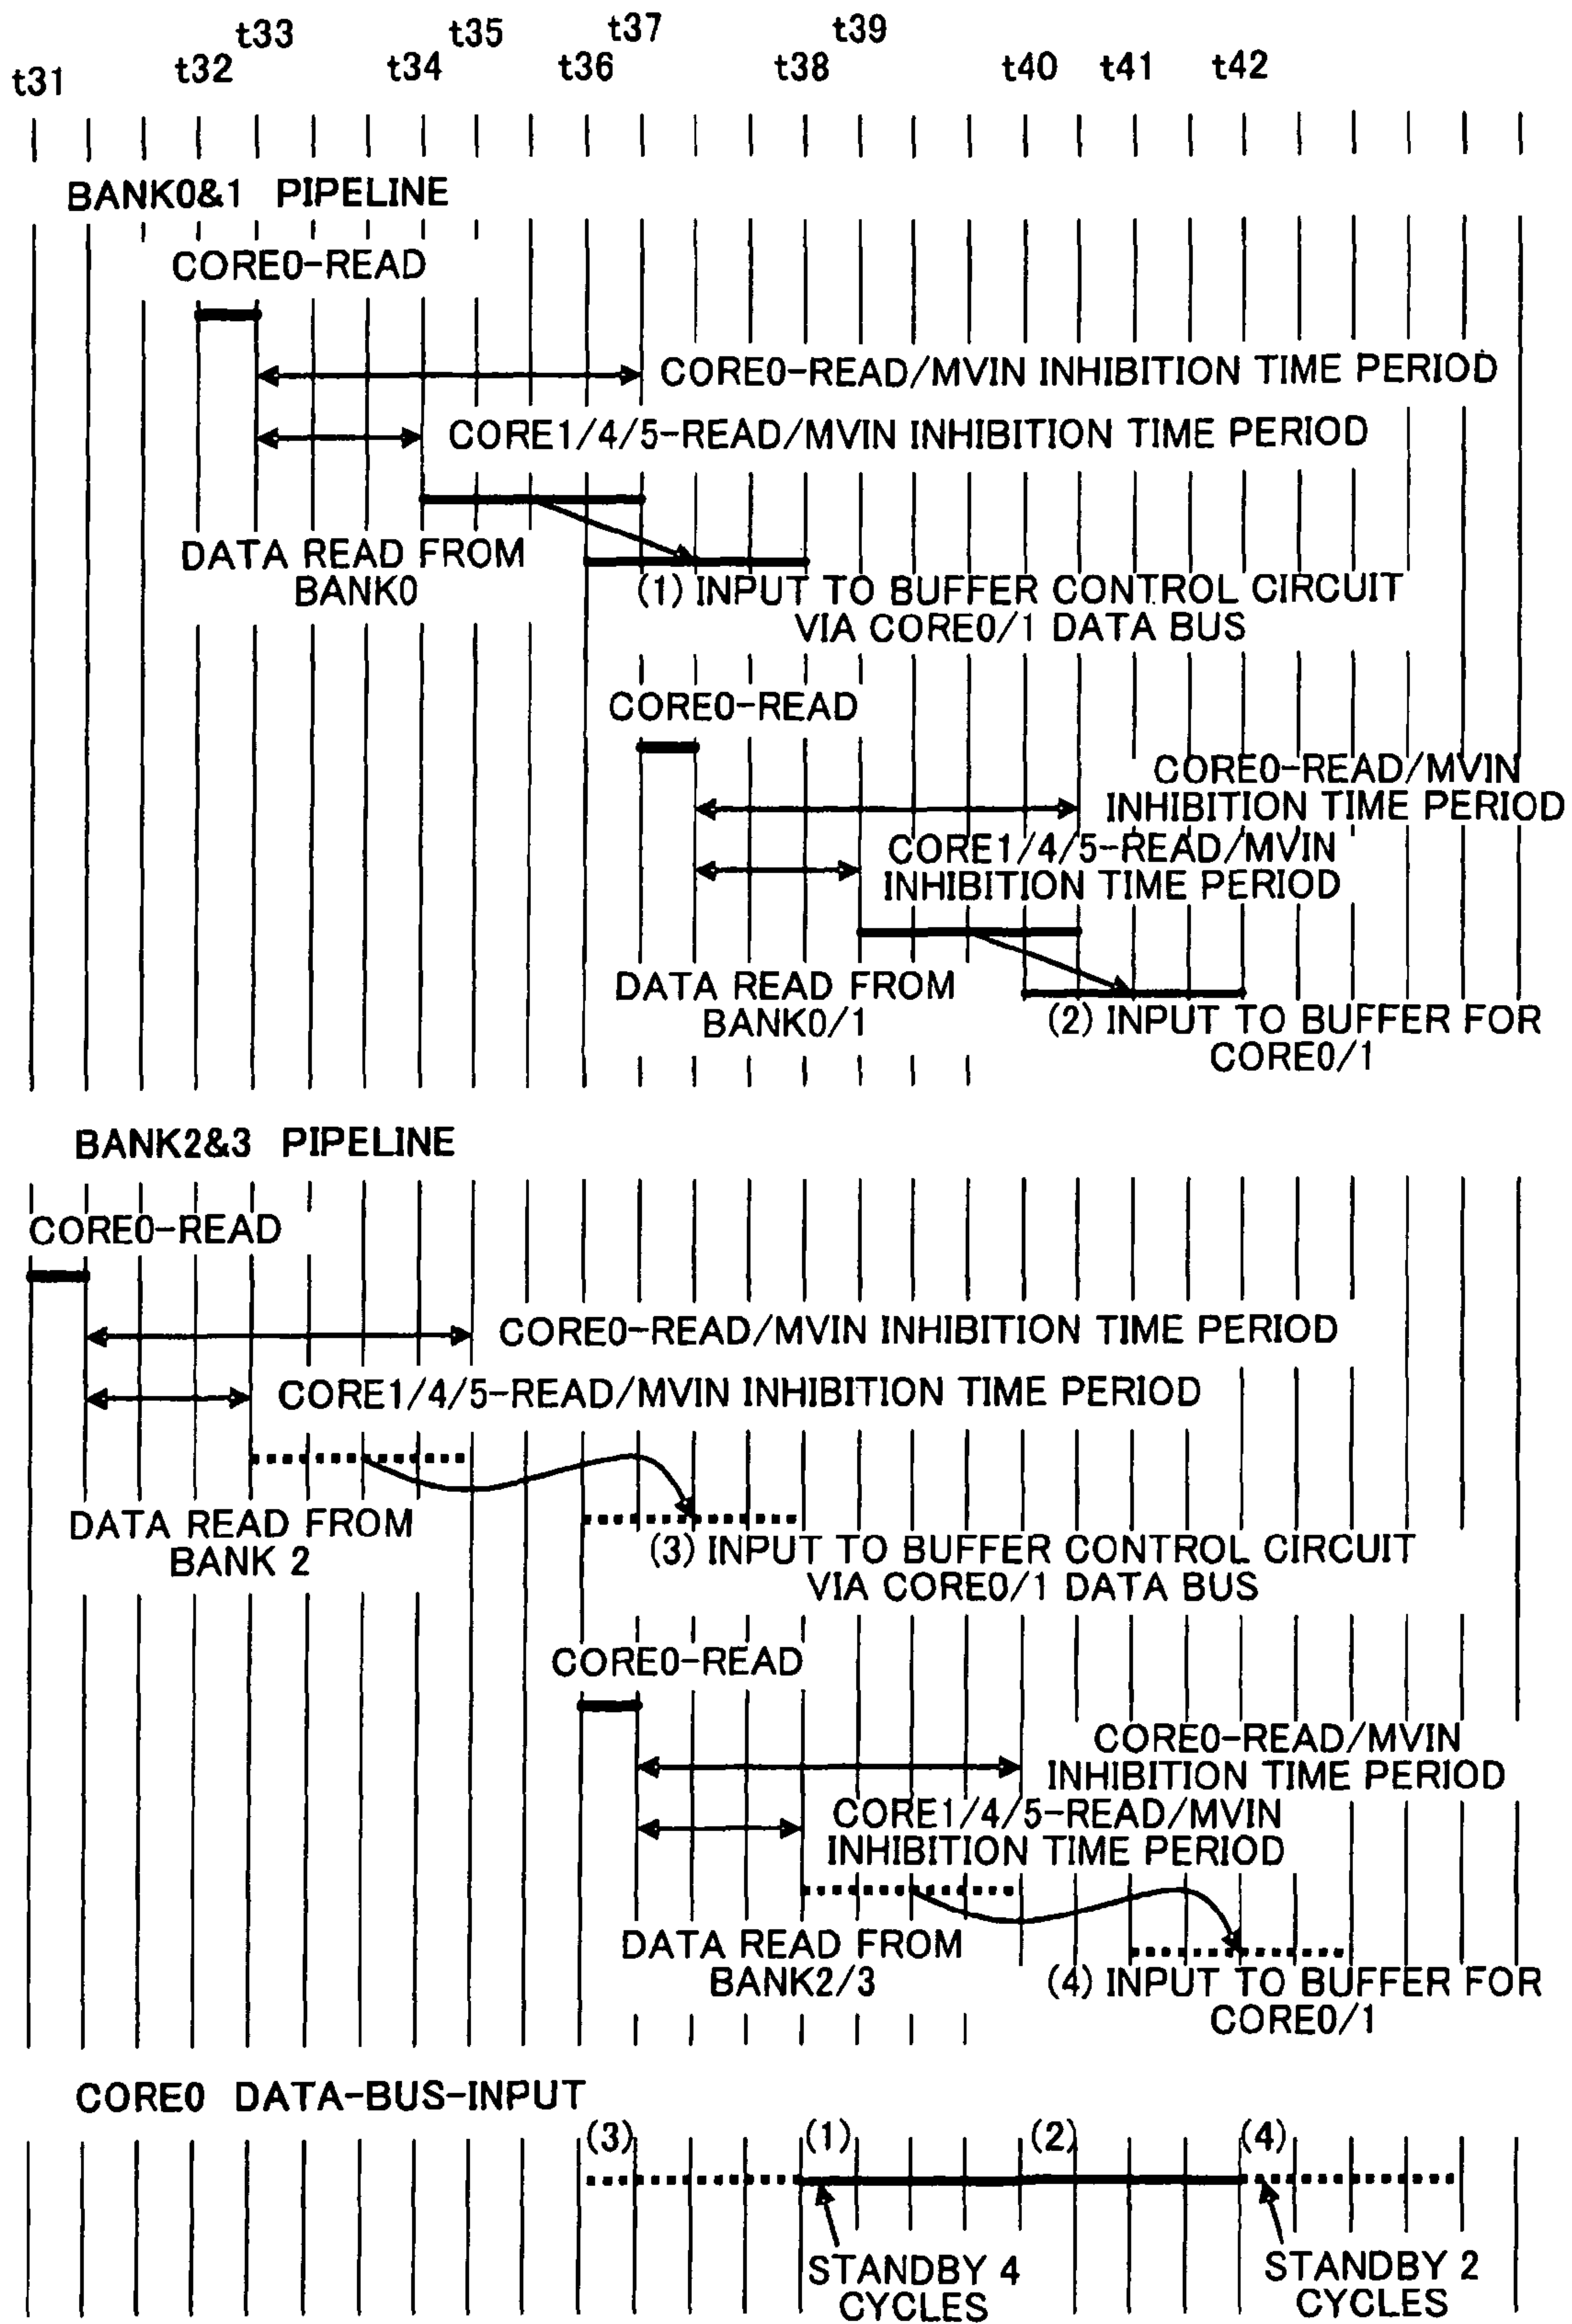 t31 t32 t33 t34 t35 t36 t37 t38 t39 t40 t41 t42
BANK0&1 PIPELINE
CORE0-READ
CORE0-READ/MVIN INHIBITION TIME PERIOD
CORE1/4/5-READ/MVIN INHIBITION TIME PERIOD
DATA READ FROM
BANK0
(1) INPUT TO BUFFER CONTROL CIRCUIT
VIA CORE0/1 DATA BUS
CORE0-READ
CORE0-READ/MVIN
INHIBITION TIME PERIOD
CORE1/4/5-READ/MVIN
INHIBITION TIME PERIOD
DATA READ FROM
BANK0/1
(2) INPUT TO BUFFER FOR
CORE0/1
BANK2&3 PIPELINE
CORE0-READ
CORE0-READ/MVIN INHIBITION TIME PERIOD
CORE1/4/5-READ/MVIN INHIBITION TIME PERIOD
DATA READ FROM
BANK 2
(3) INPUT TO BUFFER CONTROL CIRCUIT
VIA CORE0/1 DATA BUS
CORE0-READ
CORE0-READ/MVIN
INHIBITION TIME PERIOD
CORE1/4/5-READ/MVIN
INHIBITION TIME PERIOD
DATA READ FROM
BANK2/3
(4) INPUT TO BUFFER FOR
CORE0/1
CORE0 DATA-BUS-INPUT
(3) (1) (2) (4)
STANDBY 4
CYCLES
STANDBY 2
CYCLES